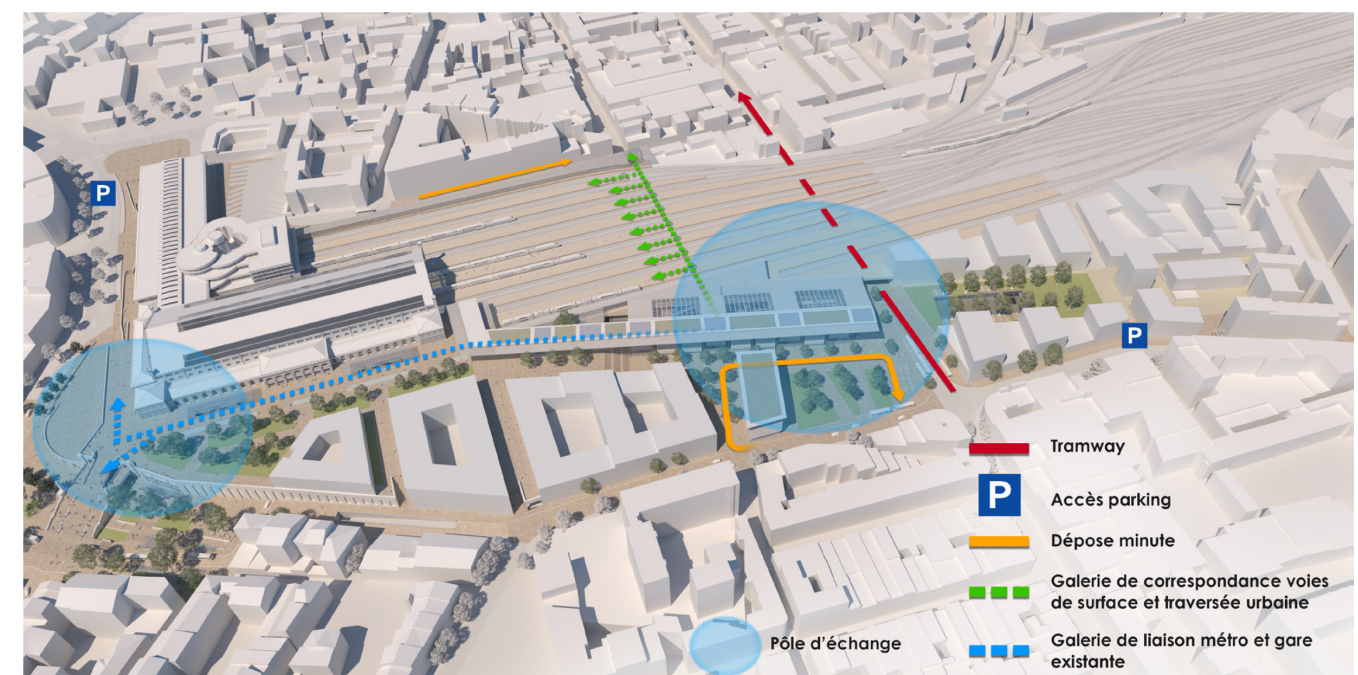 P
P
Tramway
P
Accès parking
Dépose minute
Galerie de correspondance voies
de surface et traversée urbaine
Pôle d'échange
Galerie de liaison métro et gare
existante